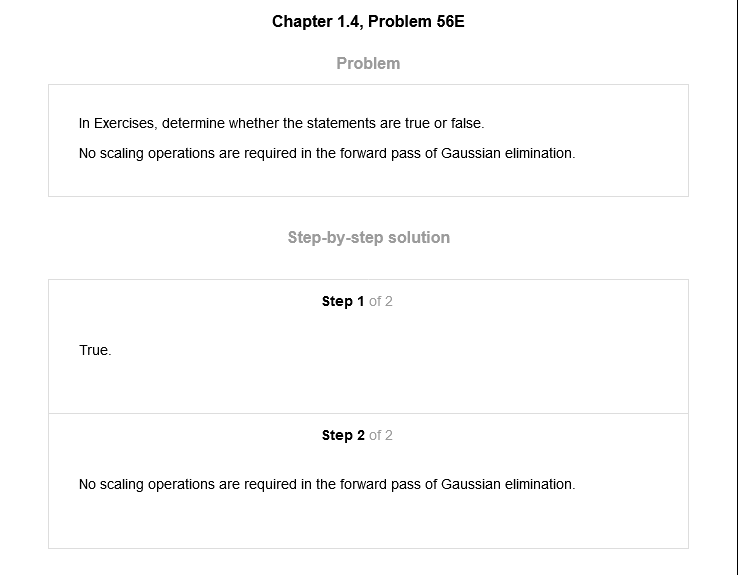 Chapter 1.4, Problem 56E
Problem
In Exercises, determine whether the statements are true or false.
No scaling operations are required in the forward pass of Gaussian elimination.
Step-by-step solution
Step 1 of 2
True.
Step 2 of 2
No scaling operations are required in the forward pass of Gaussian elimination.